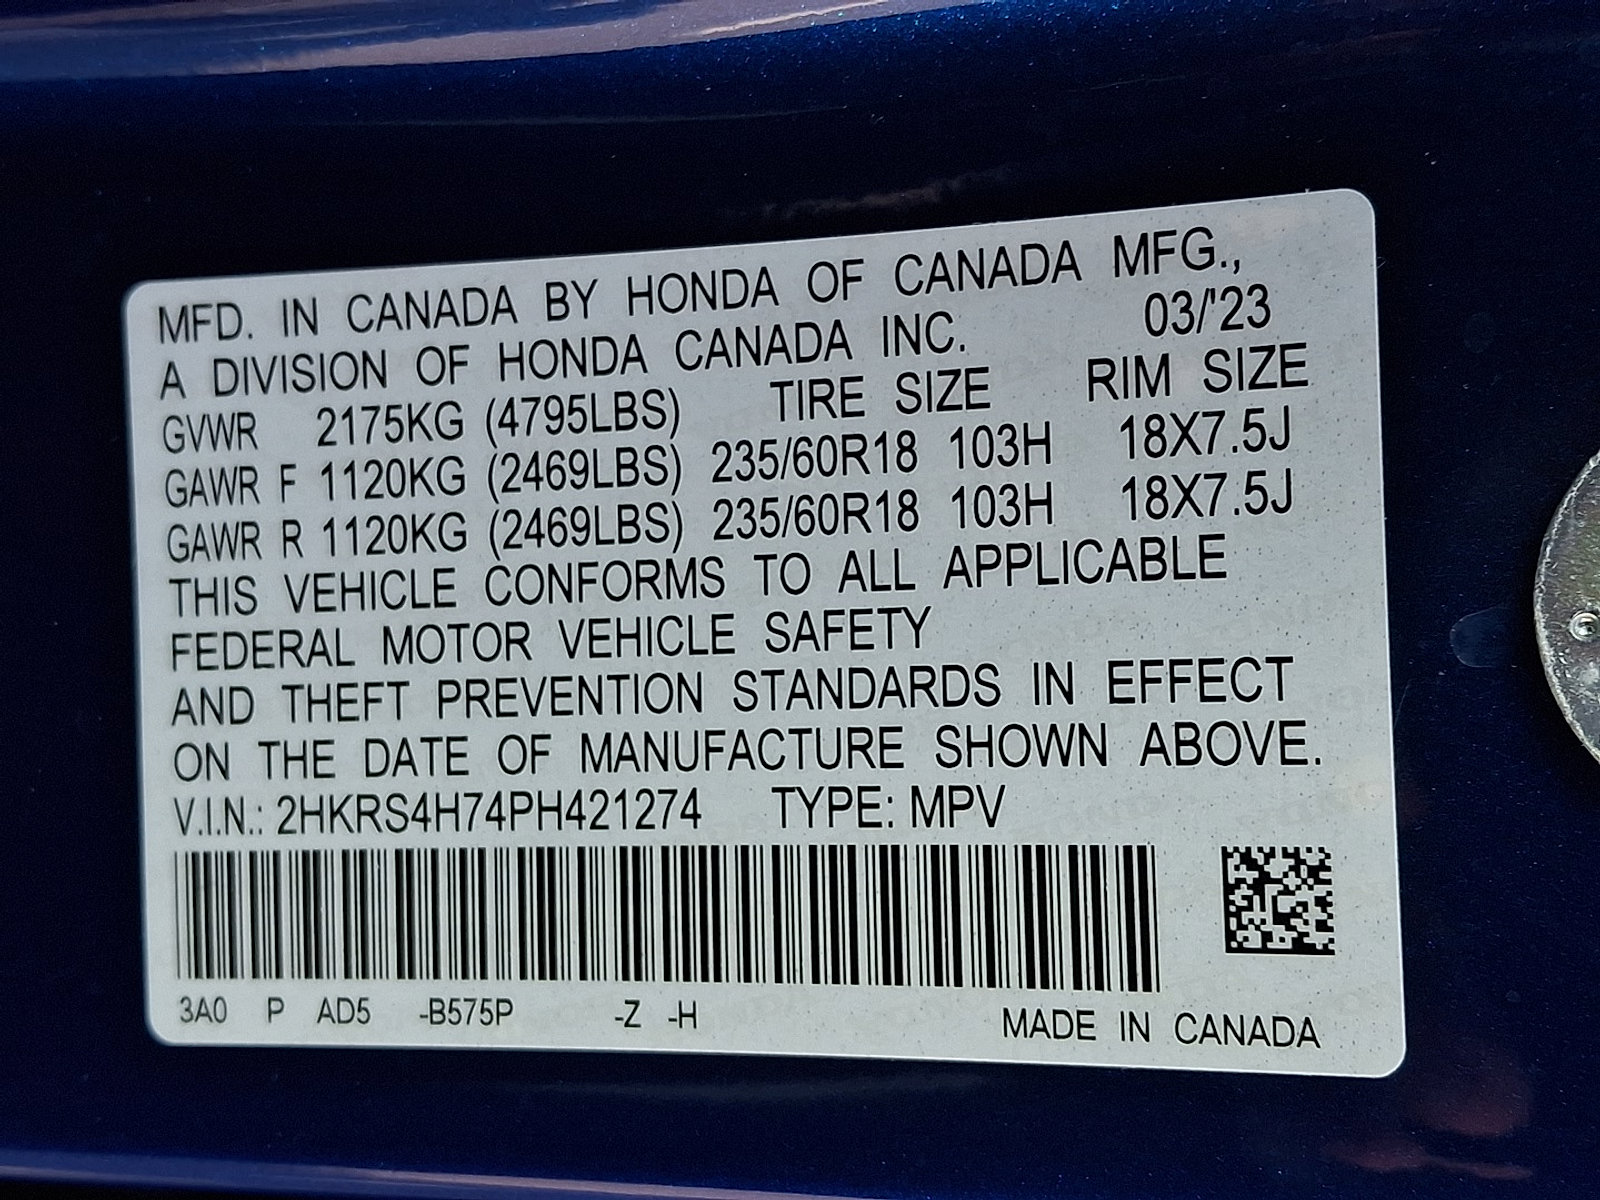 MFD. IN CANADA BY HONDA OF CANADA MFG.,
A DIVISION OF HONDA CANADA INC. 03/'23
GVWR 2175KG (4795LBS) TIRE SIZE RIM SIZE
GAWR F 1120KG (2469LBS) 235/60R18 103H 18X7.5J
GAWR R 1120KG (2469LBS) 235/60R18 103H 18X7.5J
THIS VEHICLE CONFORMS TO ALL APPLICABLE
FEDERAL MOTOR VEHICLE SAFETY
AND THEFT PREVENTION STANDARDS IN EFFECT
ON THE DATE OF MANUFACTURE SHOWN ABOVE.
V.I.N.: 2HKRS4H74PH421274 TYPE: MPV
3A0 P AD5 -B575P -Z -H MADE IN CANADA